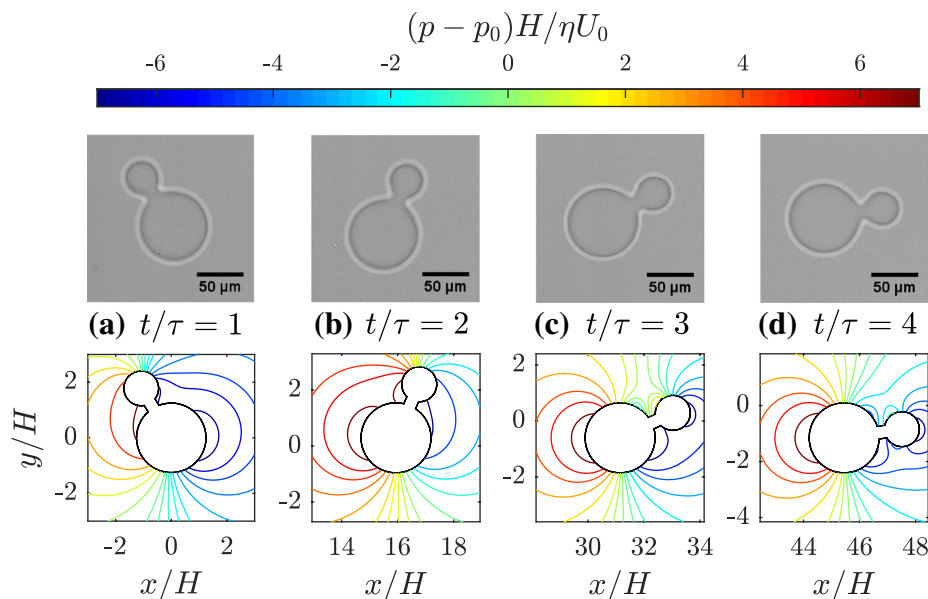 (p − p₀)H/ηU₀
-6 -4 -2 0 2 4 6
50 µm 50 µm 50 µm 50 µm
(a) t/τ = 1 (b) t/τ = 2 (c) t/τ = 3 (d) t/τ = 4
y/H
2 0 -2
2 0 -2
2 0 -2
0 -2 -4
-2 0 2 14 16 18 30 32 34 44 46 48
x/H x/H x/H x/H